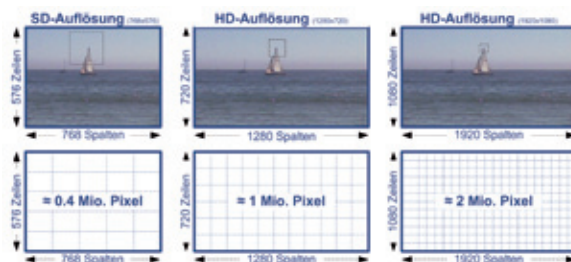 SD-Auflösung (768x576)
576 Zeilen
768 Spalten
HD-Auflösung (1280x720)
720 Zeilen
1280 Spalten
HD-Auflösung (1920x1080)
1080 Zeilen
1920 Spalten
576 Zeilen
≈ 0.4 Mio. Pixel
768 Spalten
720 Zeilen
≈ 1 Mio. Pixel
1280 Spalten
1080 Zeilen
≈ 2 Mio. Pixel
1920 Spalten